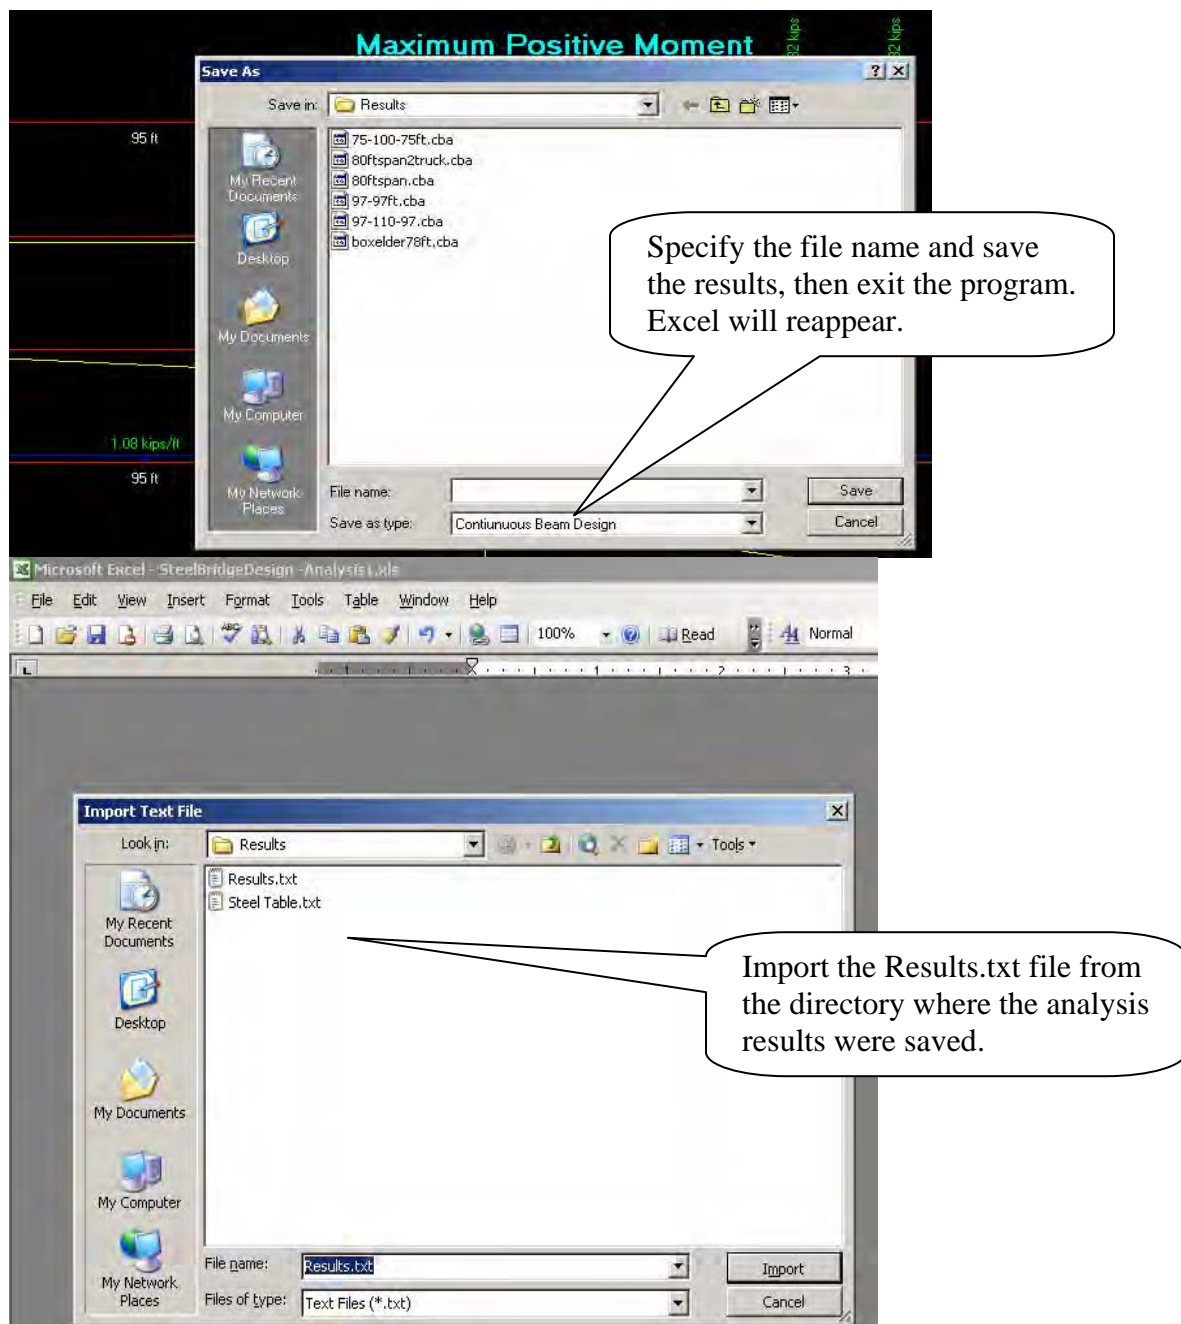 Maximum Positive Moment
32 kips
32 kips
Save As
Save in:
Results
95 ft
75-100-75ft.cba
80ftspan2truck.cba
80ftspan.cba
97-97ft.cba
97-110-97.cba
boxelder78ft.cba
My Recent
Documents
Desktop
My Documents
My Computer
My Network
Places
Specify the file name and save
the results, then exit the program.
Excel will reappear.
1.08 kips/ft
95 ft
File name:
Save
Save as type:
Contiunuous Beam Design
Cancel
Microsoft Excel - SteelBridgeDesign -Analysis1.xls
File Edit View Insert Format Tools Table Window Help
100%
Read
Normal
L
1
1
2
3
Import Text File
Look in:
Results
Tools
Results.txt
Steel Table.txt
My Recent
Documents
Desktop
My Documents
My Computer
My Network
Places
Import the Results.txt file from
the directory where the analysis
results were saved.
File name:
Results.txt
Import
Files of type:
Text Files (*.txt)
Cancel